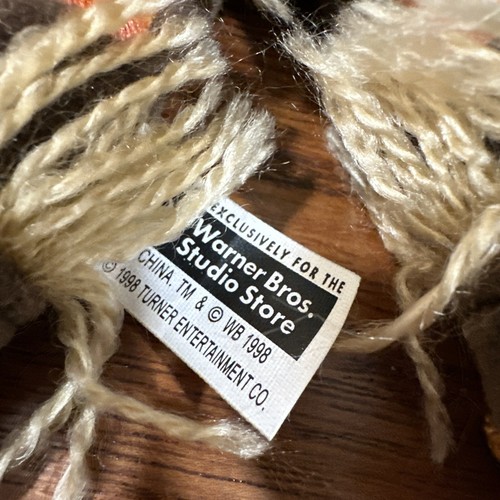 EXCLUSIVELY FOR THE
Warner Bros
Studio Store
CHINA. TM & © WB 1998
© 1998 TURNER ENTERTAINMENT CO.